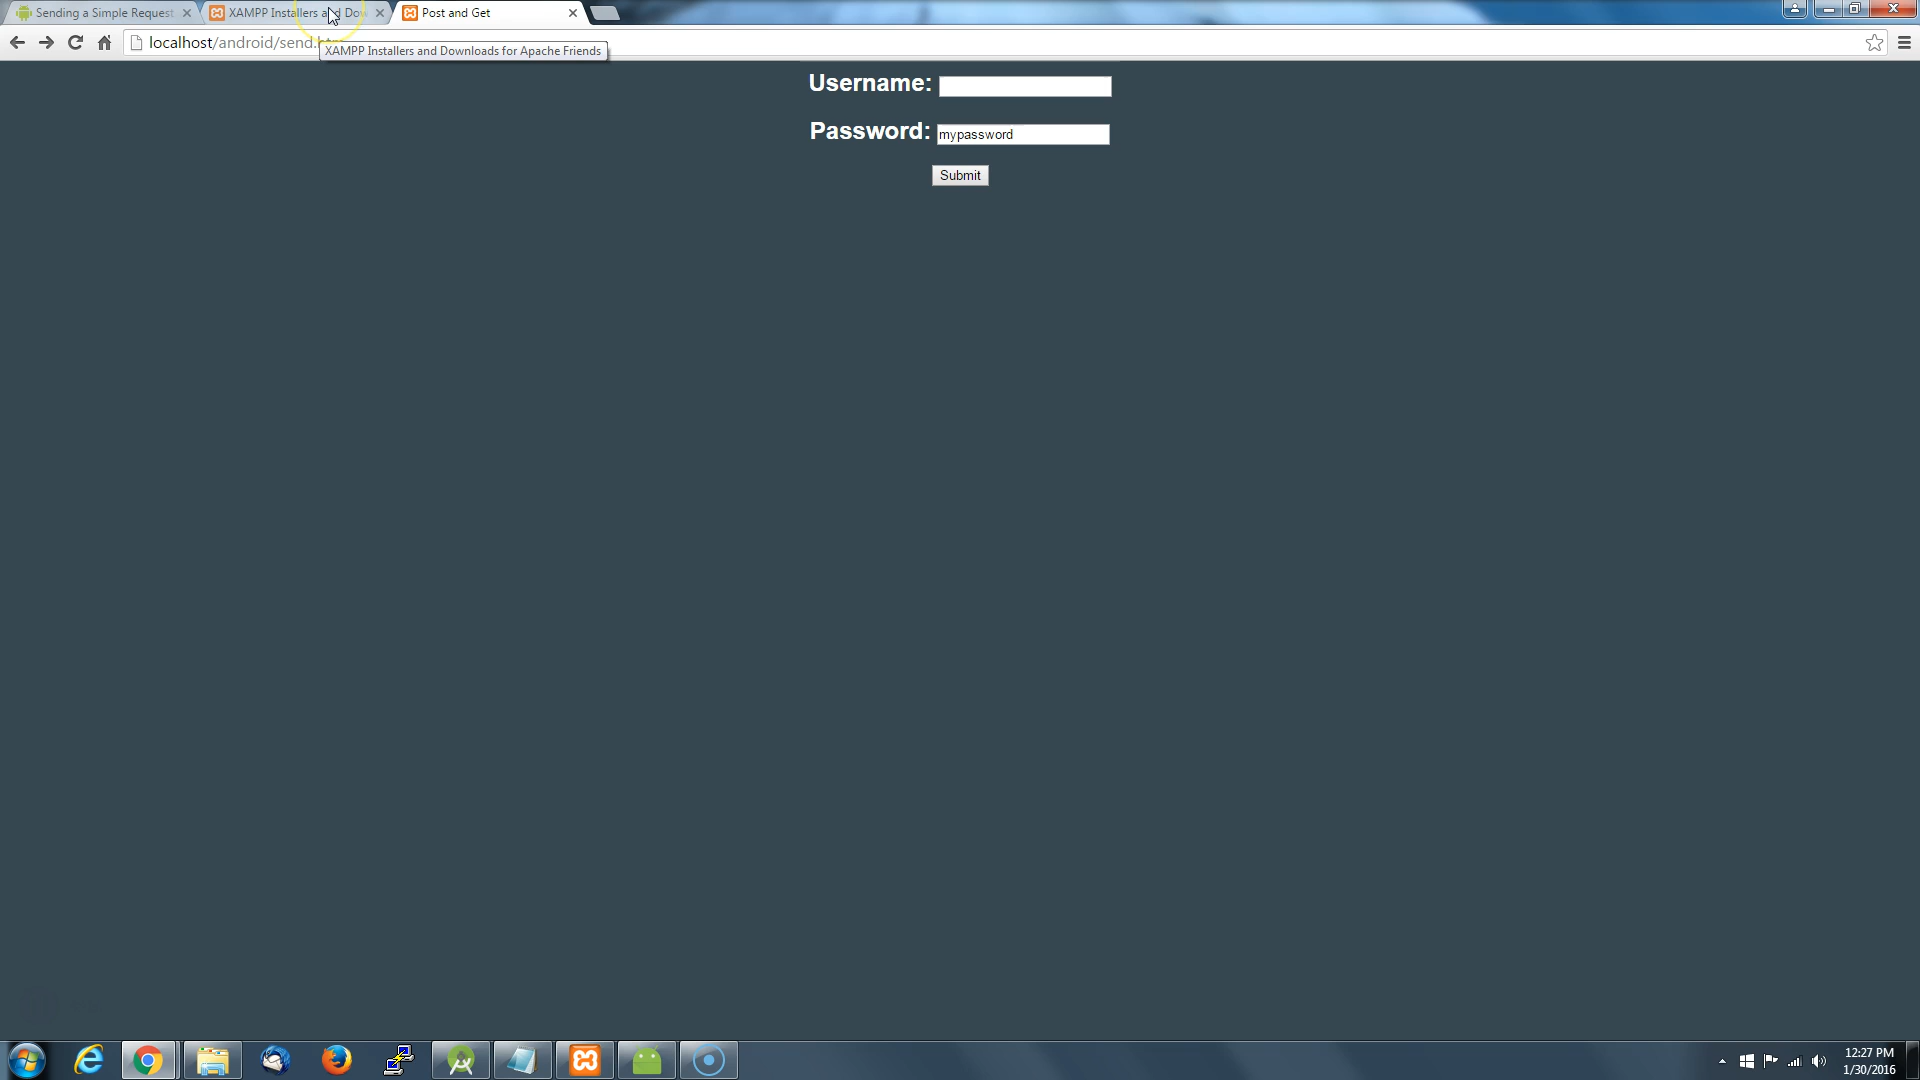 Sending a Simple Request
XAMPP Installers and Dow
Post and Get
localhost/android/send.
XAMPP Installers and Downloads for Apache Friends
Username:
Password: mypassword
Submit
12:27 PM
1/30/2016